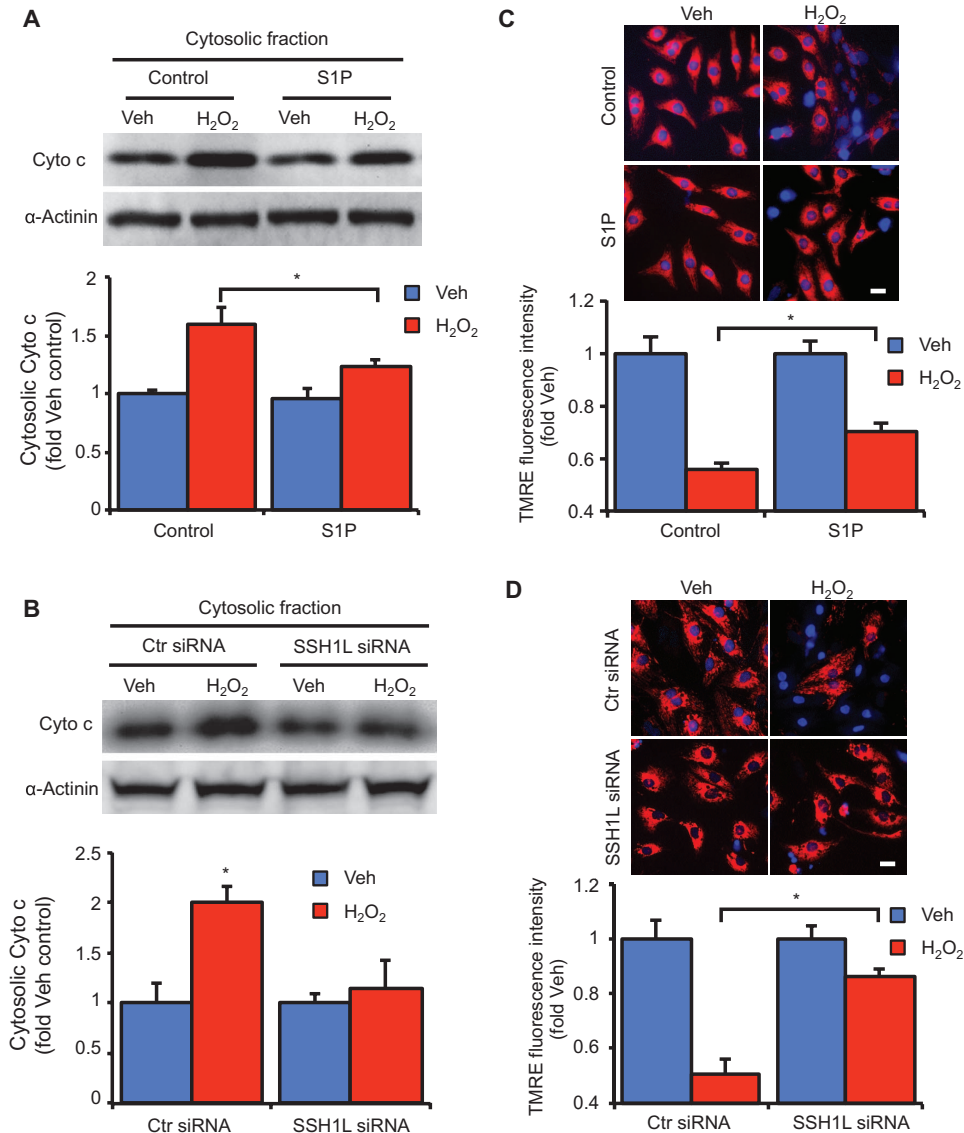 A
Cytosolic fraction
Control S1P
Veh H₂O₂ Veh H₂O₂
Cyto c
α-Actinin
Cytosolic Cyto c
(fold Veh control)
2
1.5
1
0.5
0
*
Veh
H₂O₂
Control S1P
B
Cytosolic fraction
Ctr siRNA SSH1L siRNA
Veh H₂O₂ Veh H₂O₂
Cyto c
α-Actinin
Cytosolic Cyto c
(fold Veh control)
2.5
2
1.5
1
0.5
0
*
Veh
H₂O₂
Ctr siRNA SSH1L siRNA
C
Veh H₂O₂
Control
S1P
TMRE fluorescence intensity
(fold Veh)
1.2
1
0.8
0.6
0.4
*
Veh
H₂O₂
Control S1P
D
Veh H₂O₂
Ctr siRNA
SSH1L siRNA
TMRE fluorescence intensity
(fold Veh)
1.2
1
0.8
0.6
0.4
*
Veh
H₂O₂
Ctr siRNA SSH1L siRNA